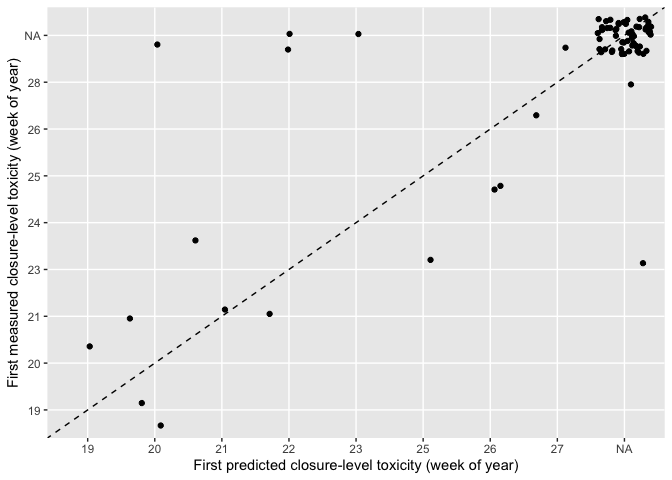 First measured closure-level toxicity (week of year)
NA
28
26
25
24
23
21
20
19
19 20 21 22 23 25 26 27 NA
First predicted closure-level toxicity (week of year)